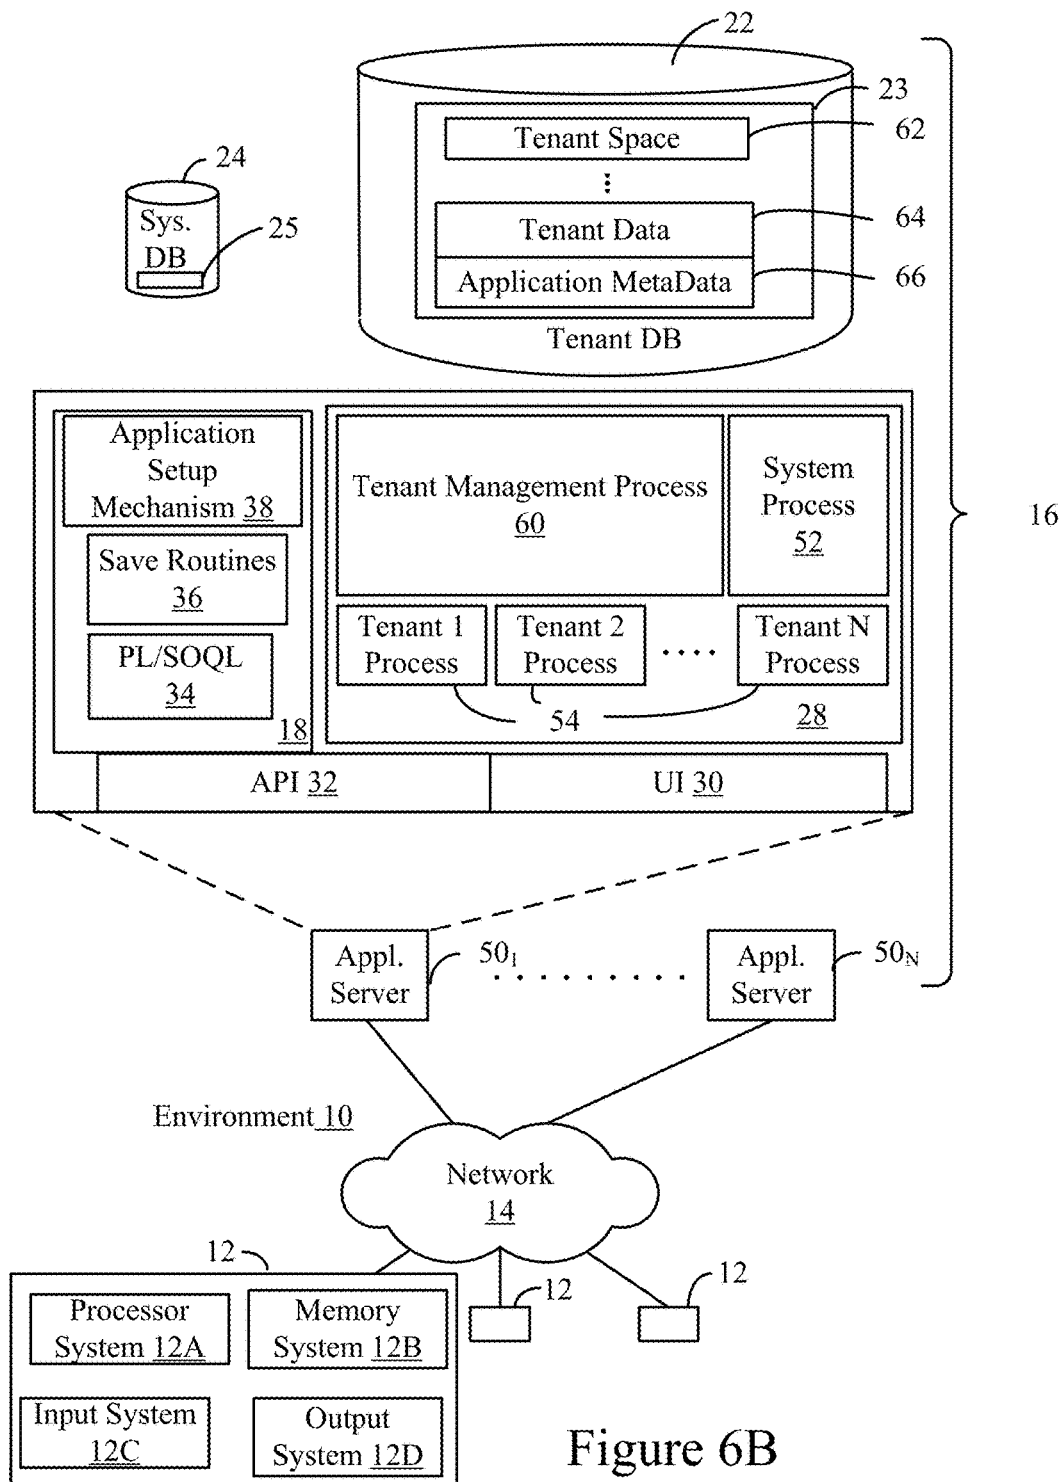 22
23
Tenant Space
62
24
Sys.
DB
25
Tenant Data
64
Application MetaData
66
Tenant DB
16
Application
Setup
Mechanism 38
Save Routines
36
PL/SOQL
34
18
Tenant Management Process
60
System
Process
52
Tenant 1
Process
Tenant 2
Process
Tenant N
Process
54
28
API 32
UI 30
Appl.
Server
501
Appl.
Server
50N
Environment 10
Network
14
12
12
12
Processor
System 12A
Memory
System 12B
Input System
12C
Output
System 12D
Figure 6B